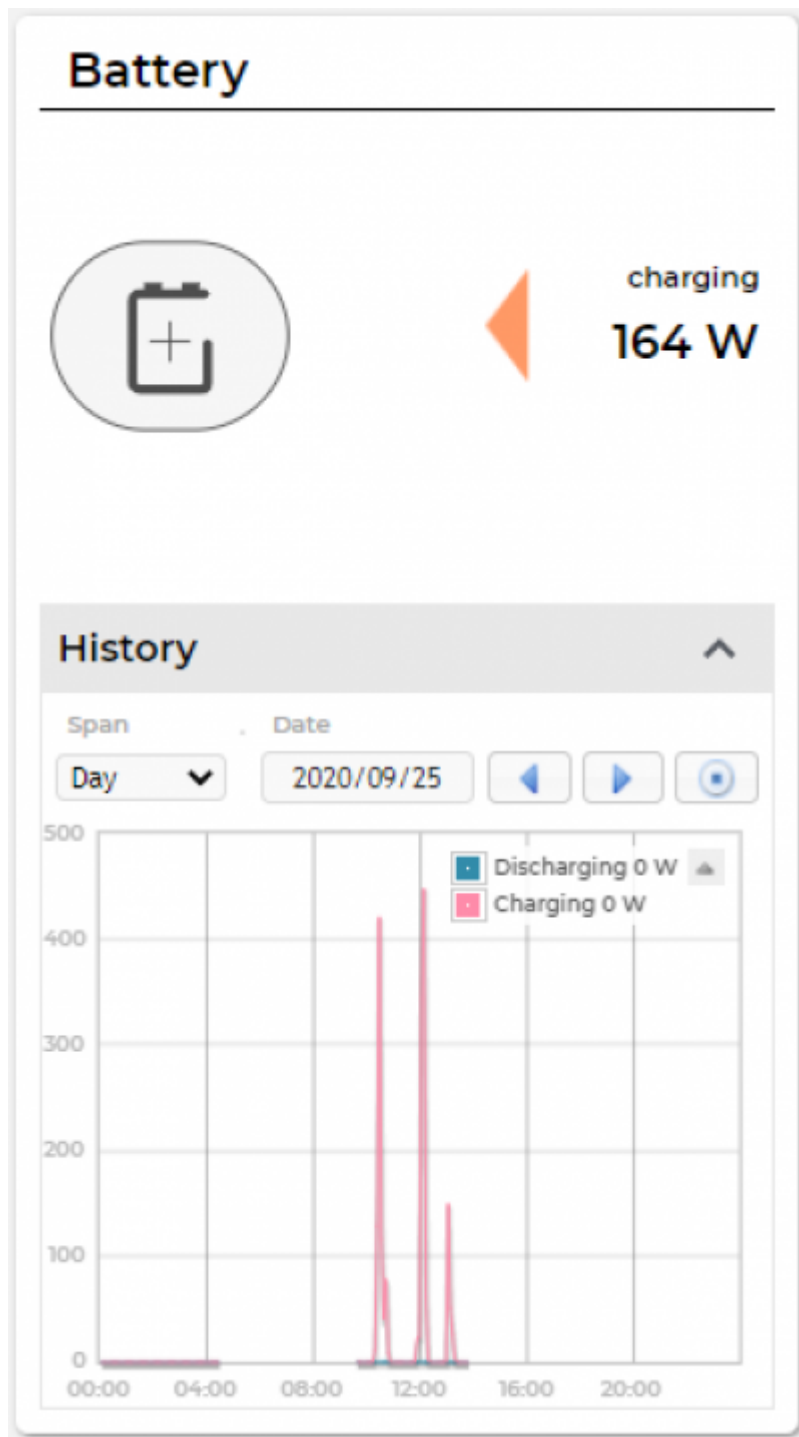 Battery
charging
164 W
History
Span . Date
Day 2020/09/25
500
400
300
200
100
0
Discharging 0 W
Charging 0 W
00:00 04:00 08:00 12:00 16:00 20:00